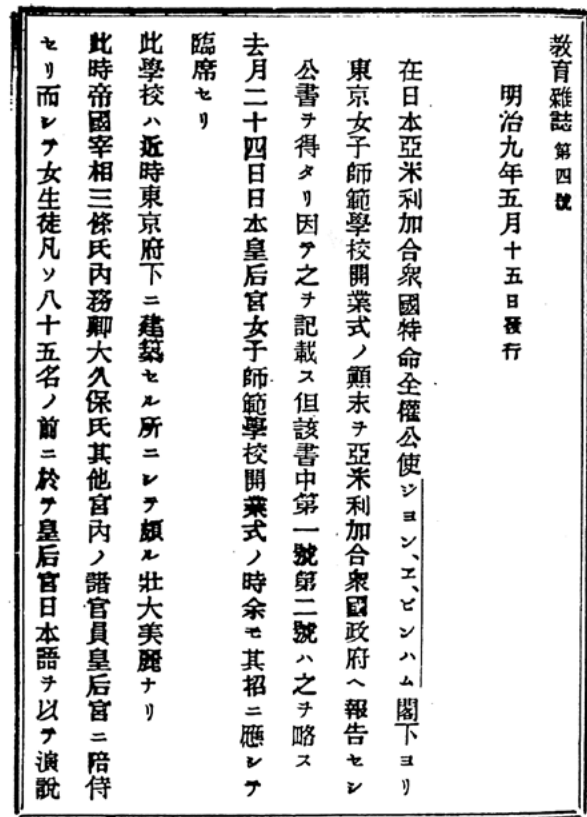 教育雜誌 第四號
明治九年五月十五日發行
在日本亞米利加合衆國特命全權公使ジョン、エ、ビンハム閣下ヨリ
東京女子師範學校開業式ノ顚末ヲ亞米利加合衆國政府ヘ報告セシ
公書ヲ得タリ因テ之ヲ記載ス但該書中第一號第二號ハ之ヲ略ス
去月二十四日日本皇后宮女子師範學校開業式ノ時余モ其招ニ應シテ
臨席セリ
此學校ハ近時東京府下ニ建築セル所ニシテ頗ル壯大美麗ナリ
此時帝國宰相三條氏內務卿大久保氏其他宮內ノ諸官員皇后宮ニ陪侍
セリ而シテ女生徒凡ソ八十五名ノ前ニ於テ皇后宮日本語ヲ以テ演說